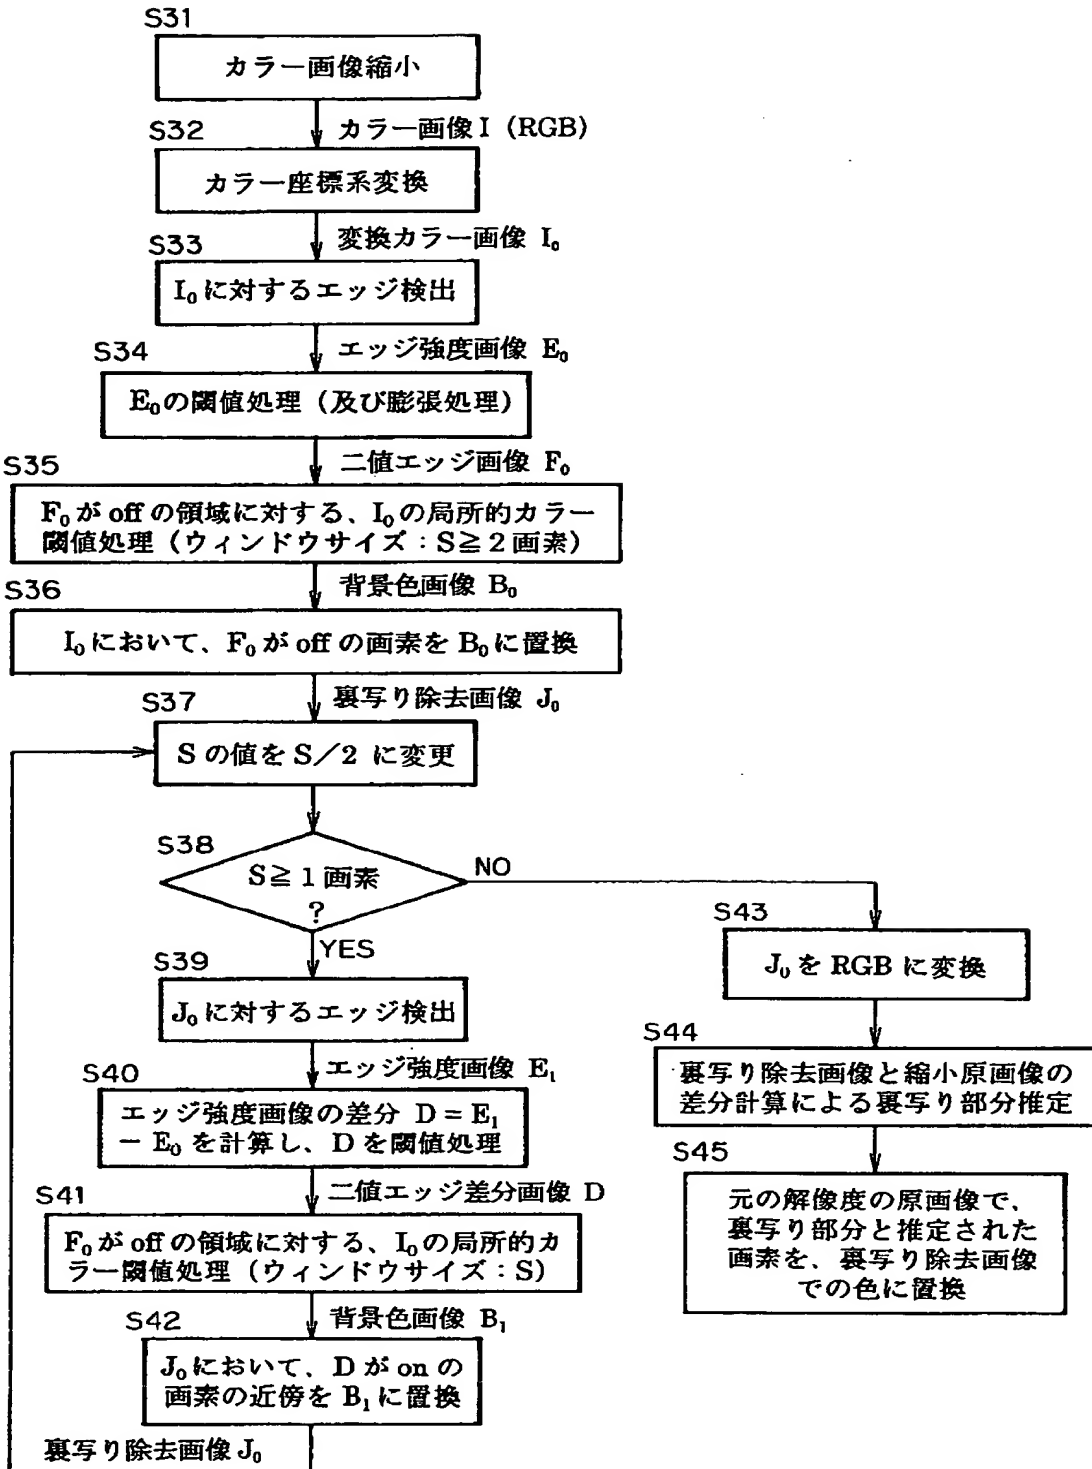 S31
カラー画像縮小
S32
カラー画像 I (RGB)
カラー座標系変換
S33
変換カラー画像 I₀
I₀に対するエッジ検出
S34
エッジ強度画像 E₀
E₀の閾値処理（及び膨張処理）
S35
二値エッジ画像 F₀
F₀が off の領域に対する、I₀の局所的カラー
閾値処理（ウィンドウサイズ：S≧2 画素）
S36
背景色画像 B₀
I₀において、F₀が off の画素を B₀に置換
S37
裏写り除去画像 J₀
S の値を S／2 に変更
S38
S≧1 画素
?
NO
YES
S39
J₀に対するエッジ検出
S40
エッジ強度画像 E₁
エッジ強度画像の差分 D＝E₁
－E₀を計算し、D を閾値処理
S41
二値エッジ差分画像 D
F₀が off の領域に対する、I₀の局所的カ
ラー閾値処理（ウィンドウサイズ：S）
S42
背景色画像 B₁
J₀において、D が on の
画素の近傍を B₁に置換
裏写り除去画像 J₀
S43
J₀を RGB に変換
S44
裏写り除去画像と縮小原画像の
差分計算による裏写り部分推定
S45
元の解像度の原画像で、
裏写り部分と推定された
画素を、裏写り除去画像
での色に置換